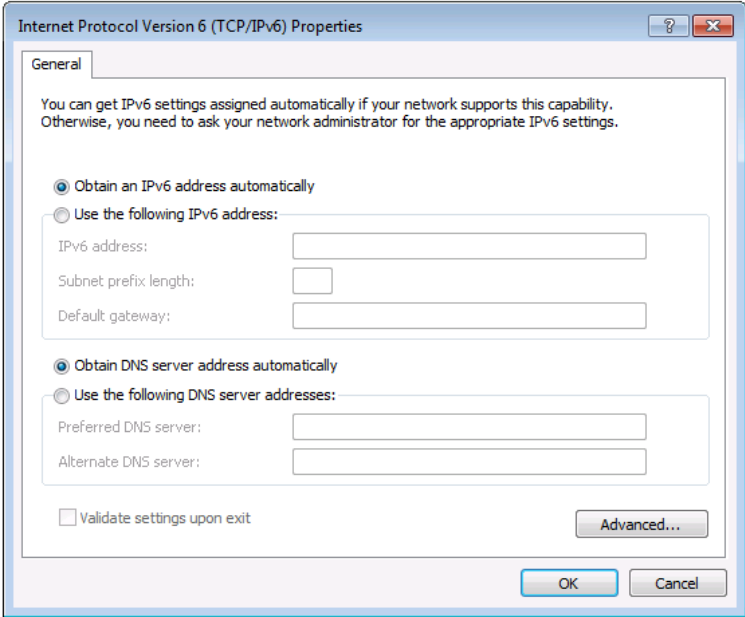 Internet Protocol Version 6 (TCP/IPv6) Properties
?
General
You can get IPv6 settings assigned automatically if your network supports this capability.
Otherwise, you need to ask your network administrator for the appropriate IPv6 settings.
Obtain an IPv6 address automatically
Use the following IPv6 address:
IPv6 address:
Subnet prefix length:
Default gateway:
Obtain DNS server address automatically
Use the following DNS server addresses:
Preferred DNS server:
Alternate DNS server:
Validate settings upon exit
Advanced...
OK Cancel